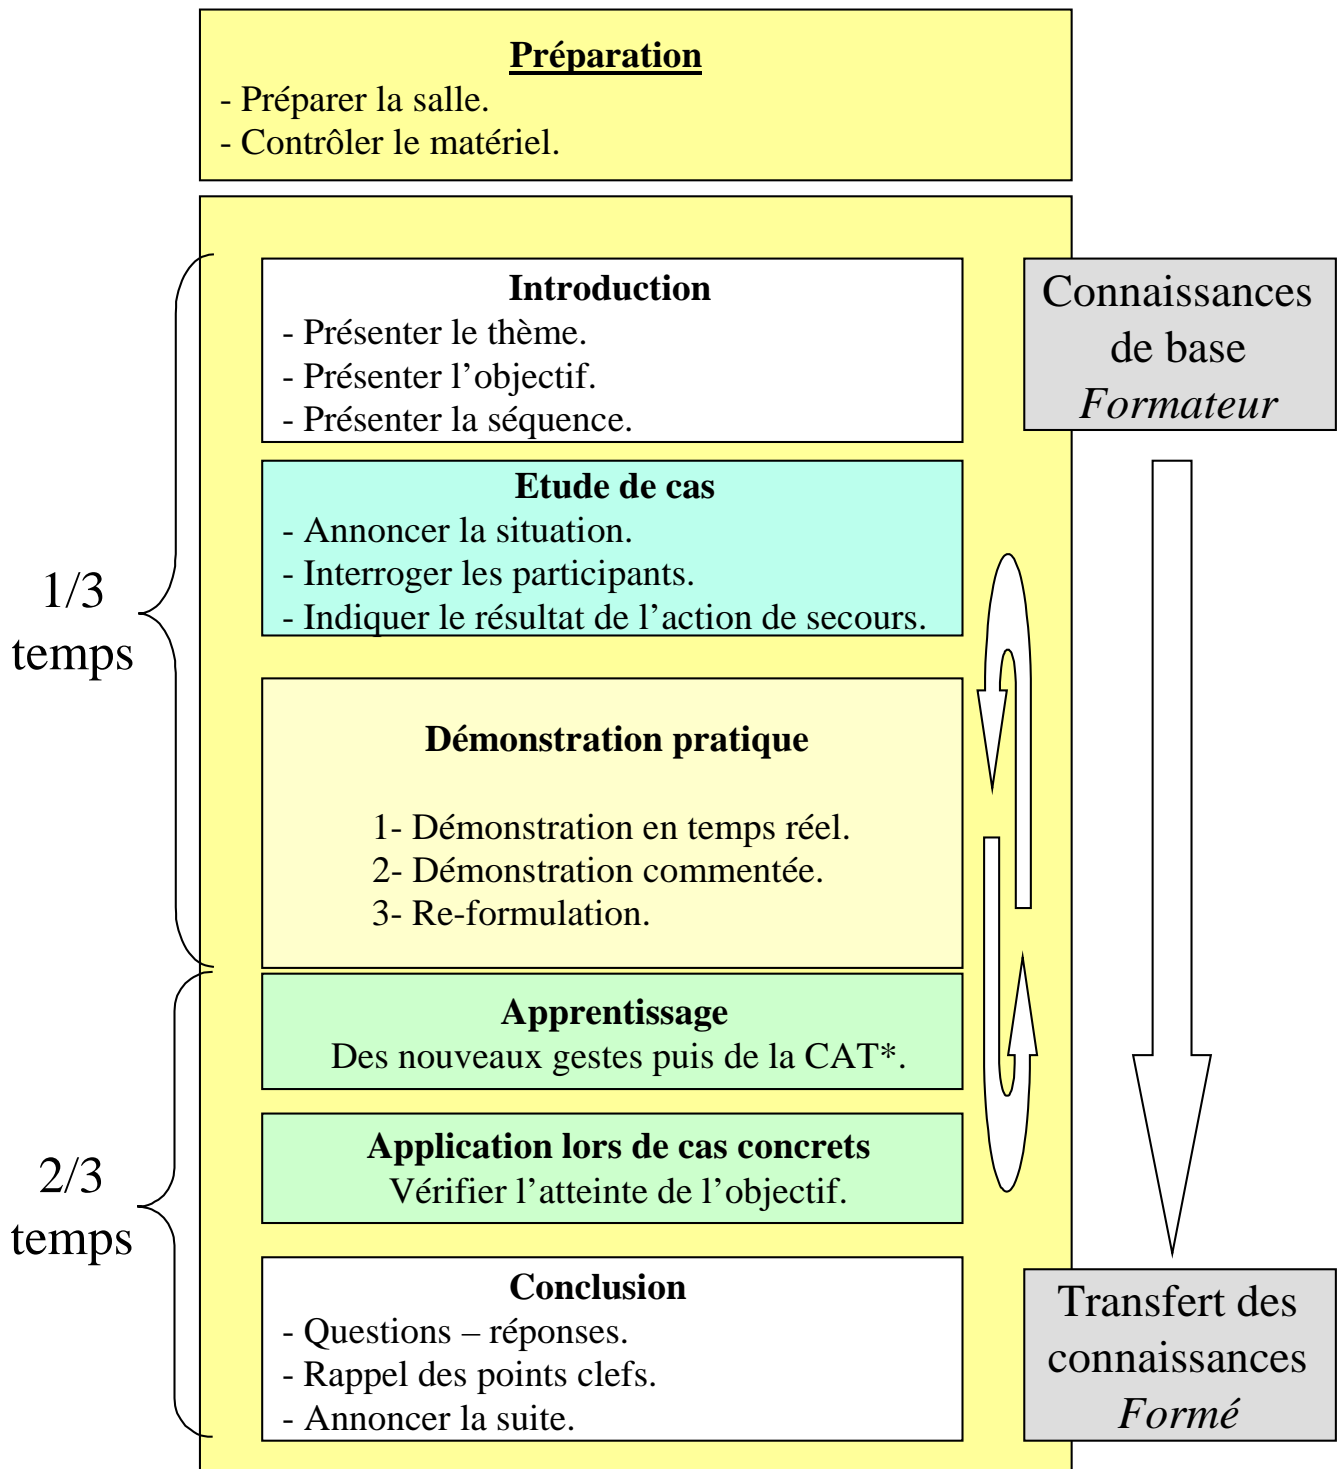 Préparation
- Préparer la salle.
- Contrôler le matériel.
Introduction
- Présenter le thème.
- Présenter l’objectif.
- Présenter la séquence.
Connaissances
de base
Formateur
Etude de cas
- Annoncer la situation.
- Interroger les participants.
- Indiquer le résultat de l’action de secours.
1/3
temps
Démonstration pratique
1- Démonstration en temps réel.
2- Démonstration commentée.
3- Re-formulation.
Apprentissage
Des nouveaux gestes puis de la CAT*.
Application lors de cas concrets
Vérifier l’atteinte de l’objectif.
2/3
temps
Conclusion
- Questions – réponses.
- Rappel des points clefs.
- Annoncer la suite.
Transfert des
connaissances
Formé